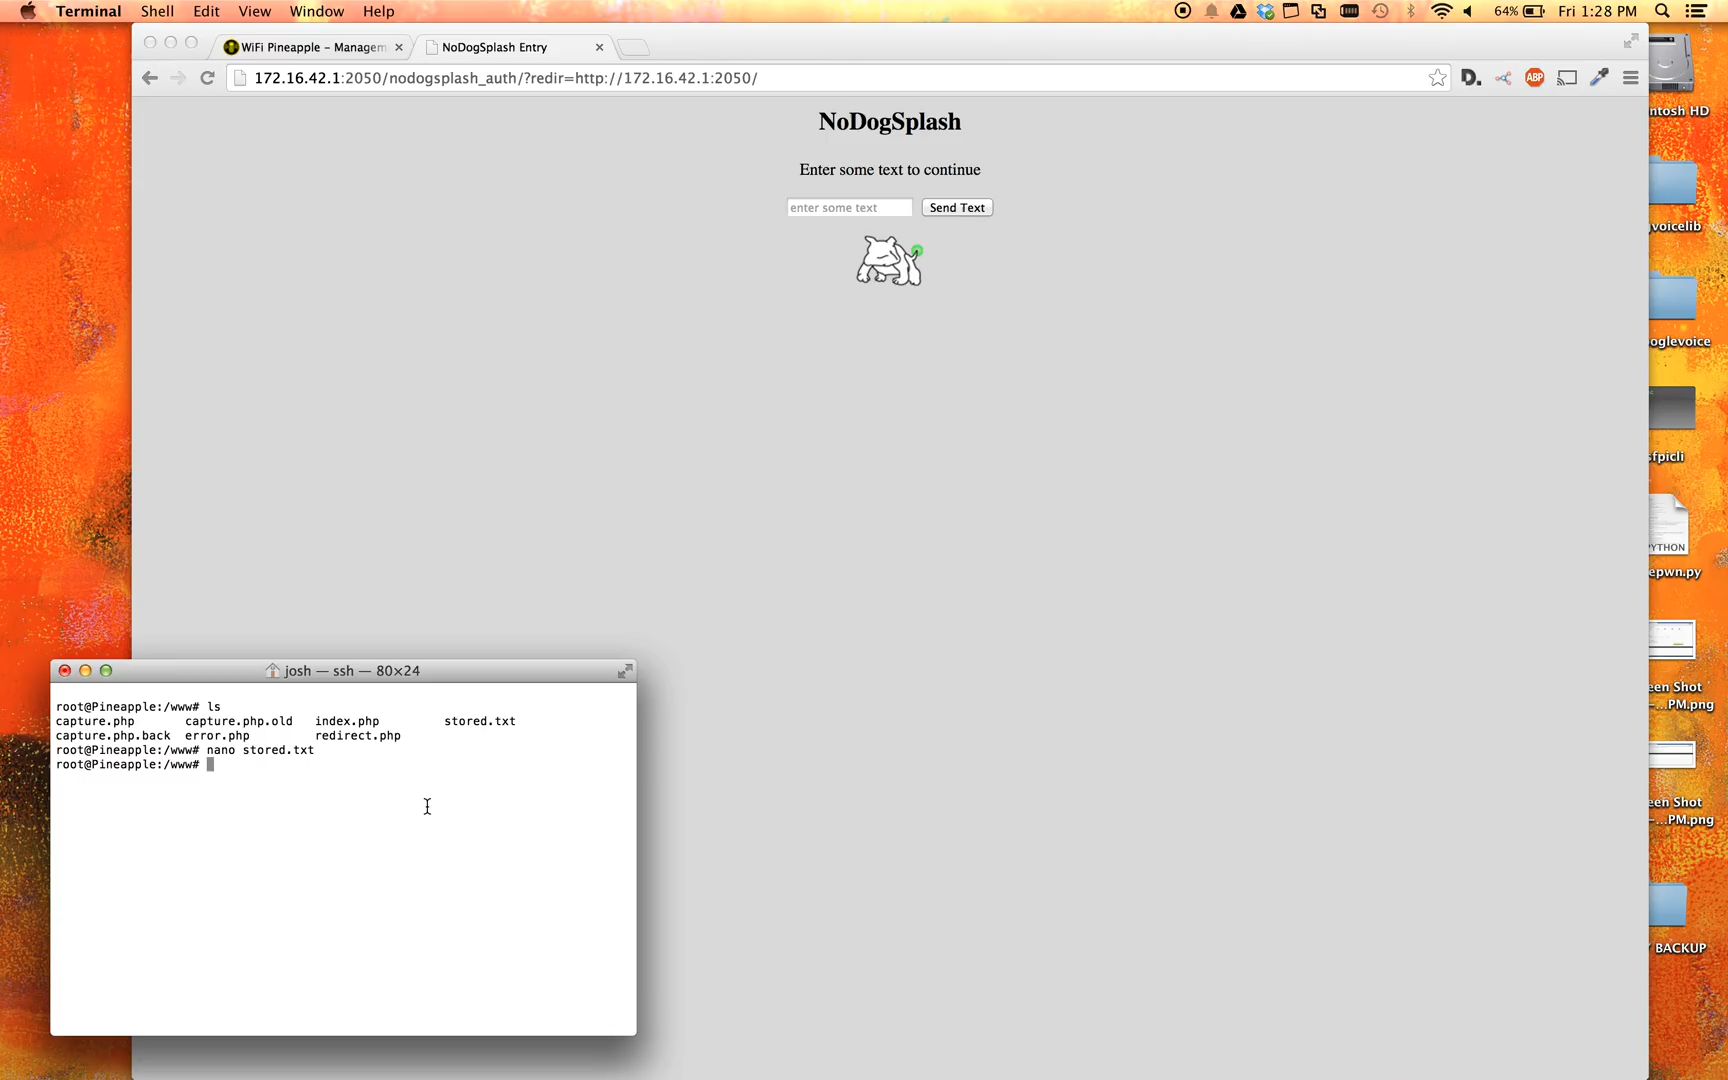 Terminal Shell Edit View Window Help 64% Fri 1:28 PM
WiFi Pineapple – Managem NoDogSplash Entry
172.16.42.1:2050/nodogsplash_auth/?redir=http://172.16.42.1:2050/ D. ABP
NoDogSplash
Enter some text to continue
enter some text Send Text
ntosh HD
voicelib
oglevoice
sfpicli
YTHON
epwn.py
een Shot
–...PM.png
een Shot
–...PM.png
BACKUP
josh — ssh — 80×24
root@Pineapple:/www# ls
capture.php capture.php.old index.php stored.txt
capture.php.back error.php redirect.php
root@Pineapple:/www# nano stored.txt
root@Pineapple:/www#